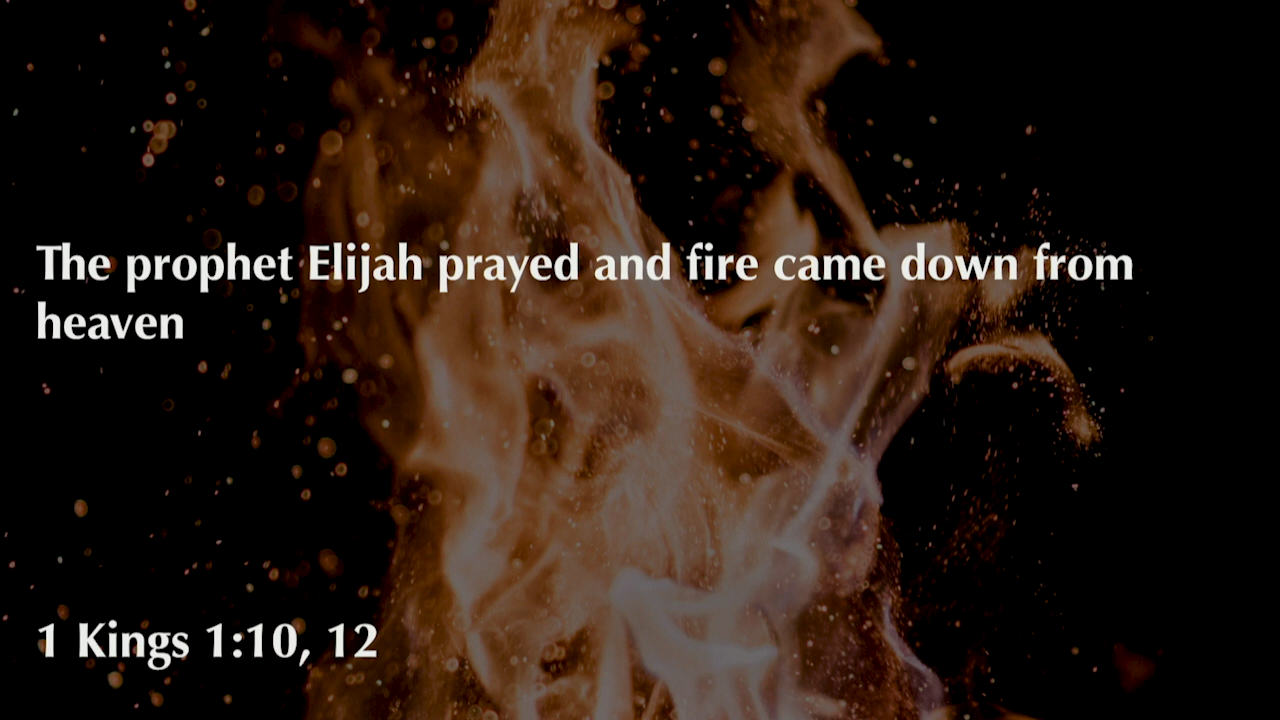 The prophet Elijah prayed and fire came down from
heaven
1 Kings 1:10, 12